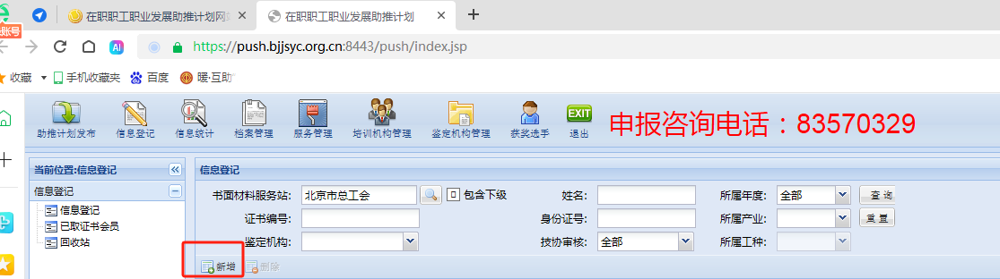 在职职工职业发展助推计划网
在职职工职业发展助推计划
账号
https://push.bjjsyc.org.cn:8443/push/index.jsp
收藏 手机收藏夹 百度 暖·互助
助推计划发布 信息登记 信息统计 档案管理 服务管理 培训机构管理 鉴定机构管理 获奖选手 退出
EXIT
申报咨询电话：83570329
当前位置:信息登记
信息登记
信息登记
已取证书会员
回收站
信息登记
书面材料服务站: 北京市总工会 包含下级 姓名: 所属年度: 全部 查 询
证书编号: 身份证号: 所属产业: 重 置
鉴定机构: 技协审核: 全部 所属工种:
新增 删除